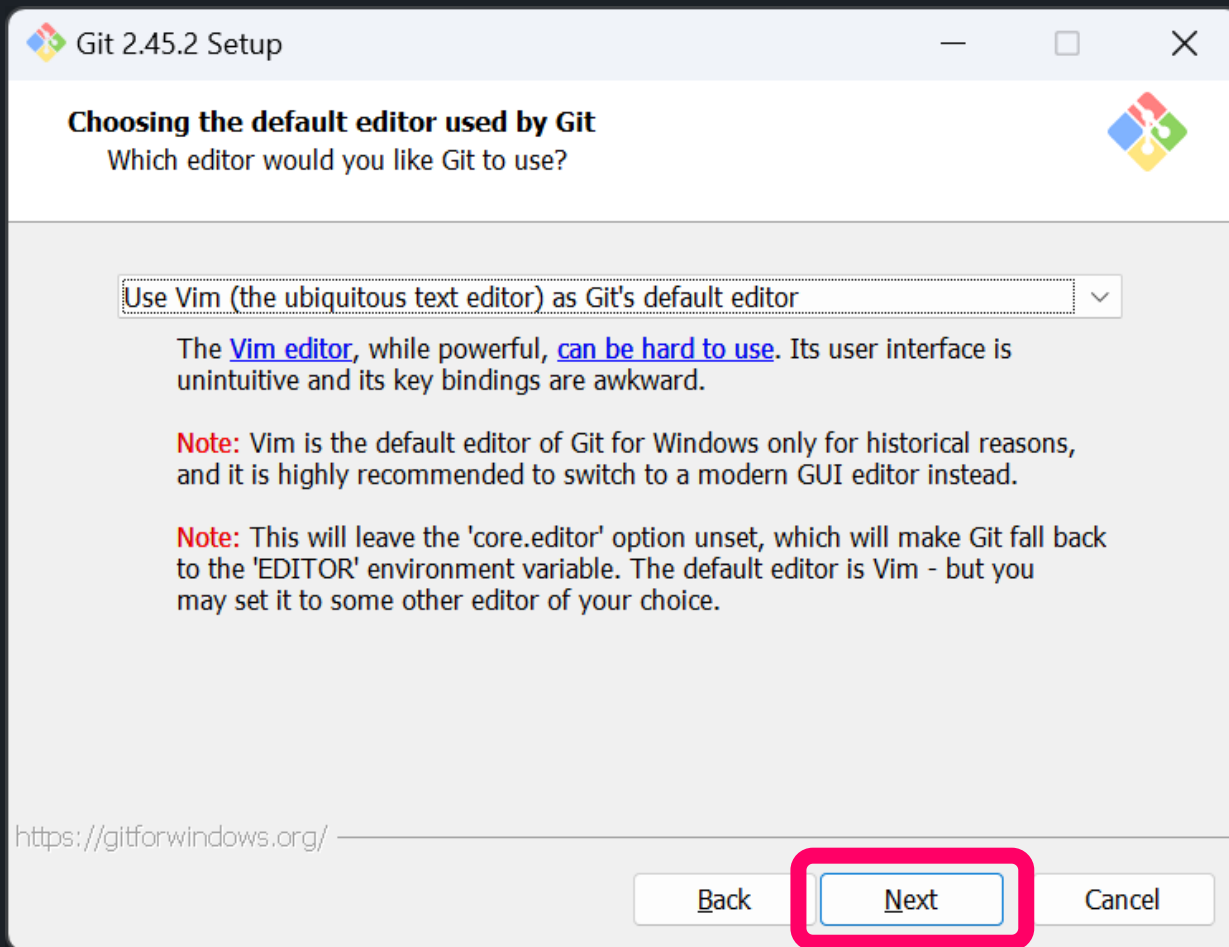 Git 2.45.2 Setup
Choosing the default editor used by Git
Which editor would you like Git to use?
Use Vim (the ubiquitous text editor) as Git's default editor
The Vim editor, while powerful, can be hard to use. Its user interface is
unintuitive and its key bindings are awkward.
Note: Vim is the default editor of Git for Windows only for historical reasons,
and it is highly recommended to switch to a modern GUI editor instead.
Note: This will leave the 'core.editor' option unset, which will make Git fall back
to the 'EDITOR' environment variable. The default editor is Vim - but you
may set it to some other editor of your choice.
https://gitforwindows.org/
Back Next Cancel